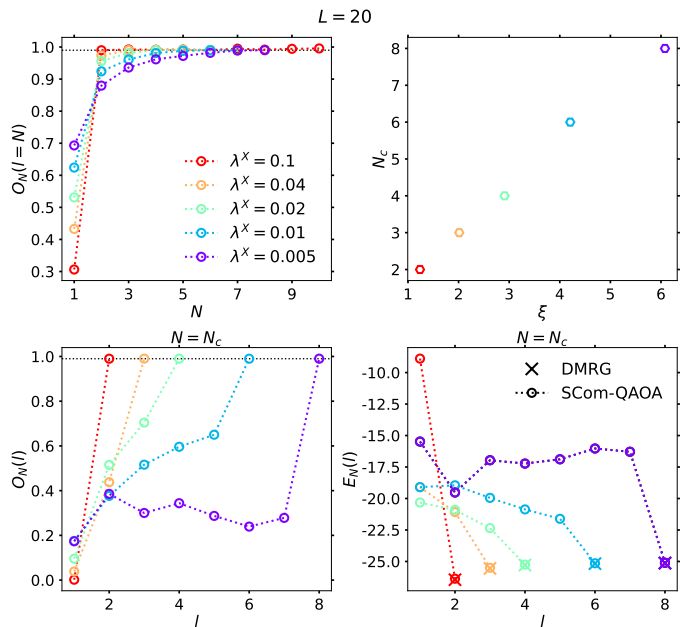 L = 20
O_N(l = N)
1.0
0.9
0.8
0.7
0.6
0.5
0.4
0.3
λ^X = 0.1
λ^X = 0.04
λ^X = 0.02
λ^X = 0.01
λ^X = 0.005
1 3 5 7 9
N
N_c
8
7
6
5
4
3
2
1 2 3 4 5 6
ξ
N = N_c
O_N(l)
1.0
0.8
0.6
0.4
0.2
0.0
2 4 6 8
l
N = N_c
E_N(l)
-10.0
-15.0
-17.5
-20.0
-22.5
-25.0
DMRG
SCom-QAOA
1 2 3 4 5 6 7 8
l